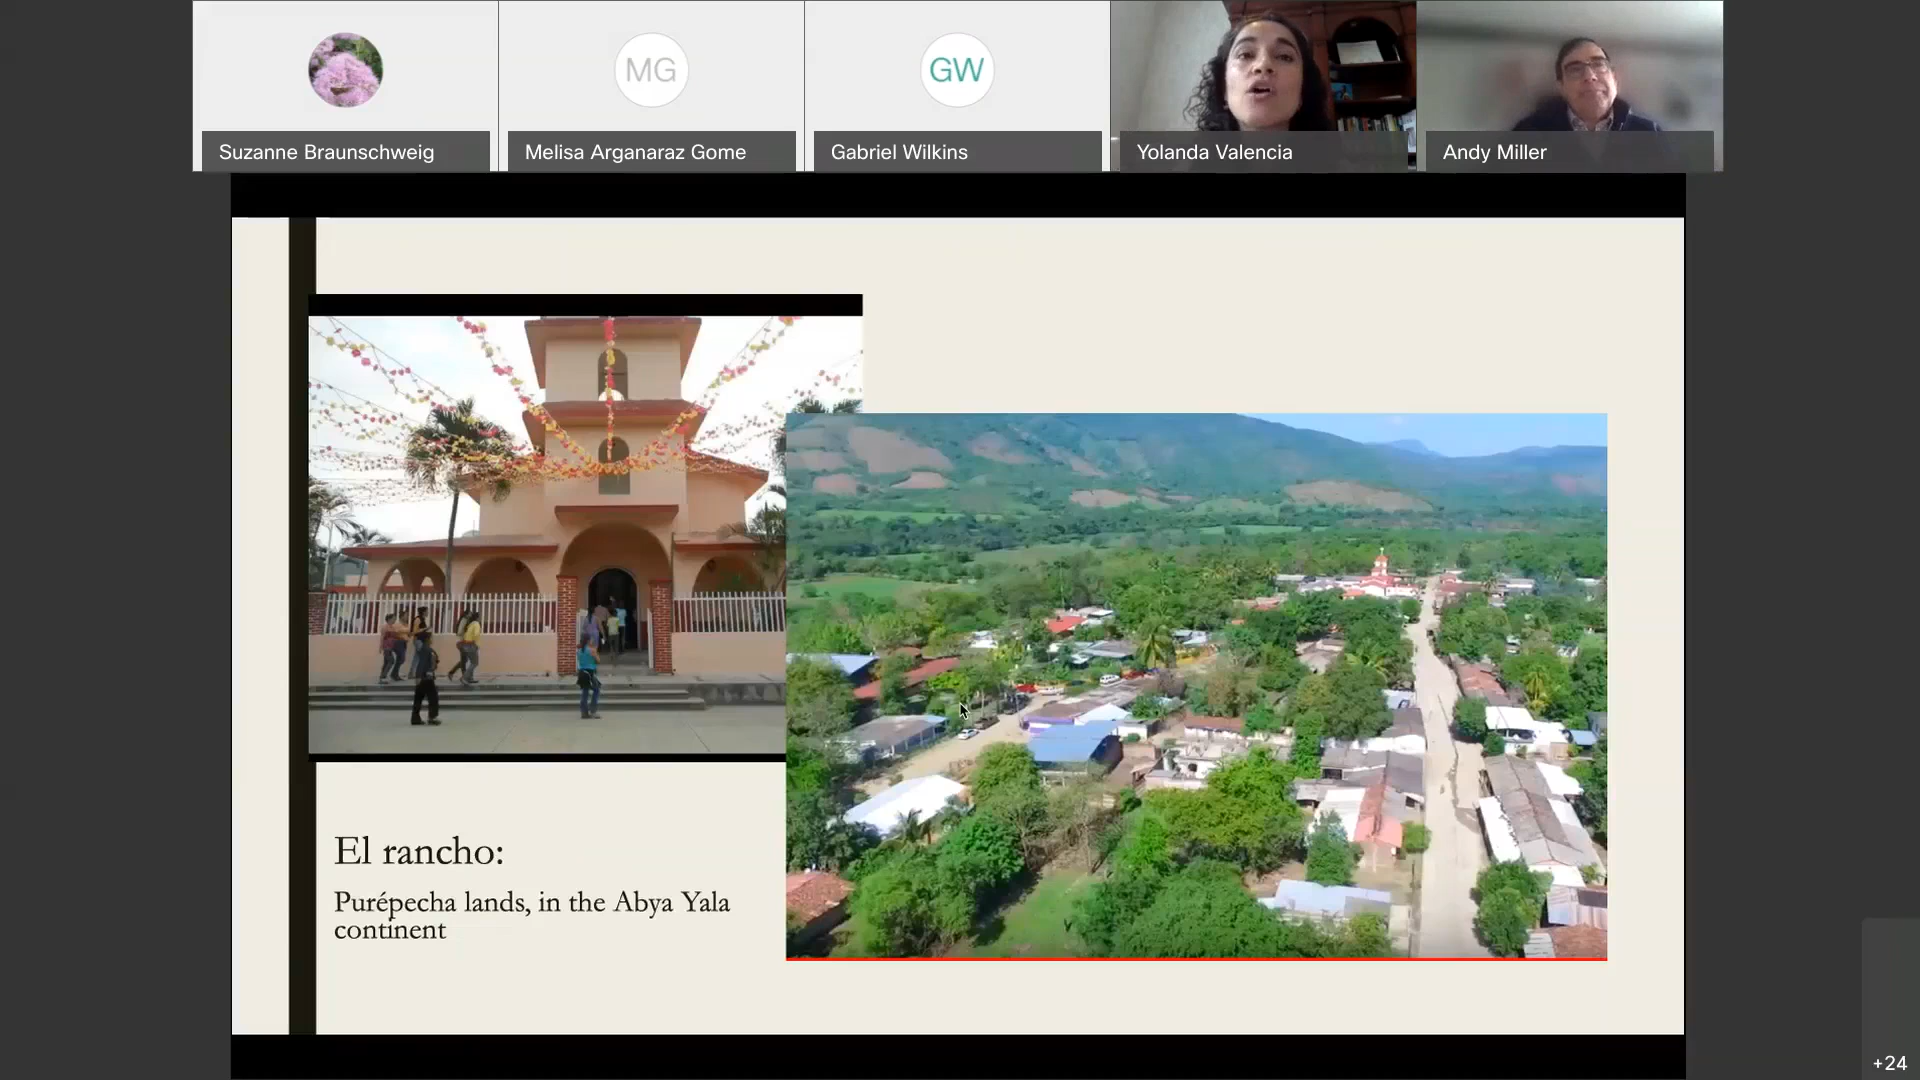 MG
GW
Suzanne Braunschweig
Melisa Arganaraz Gome
Gabriel Wilkins
Yolanda Valencia
Andy Miller
El rancho:
Purépecha lands, in the Abya Yala
continent
+24